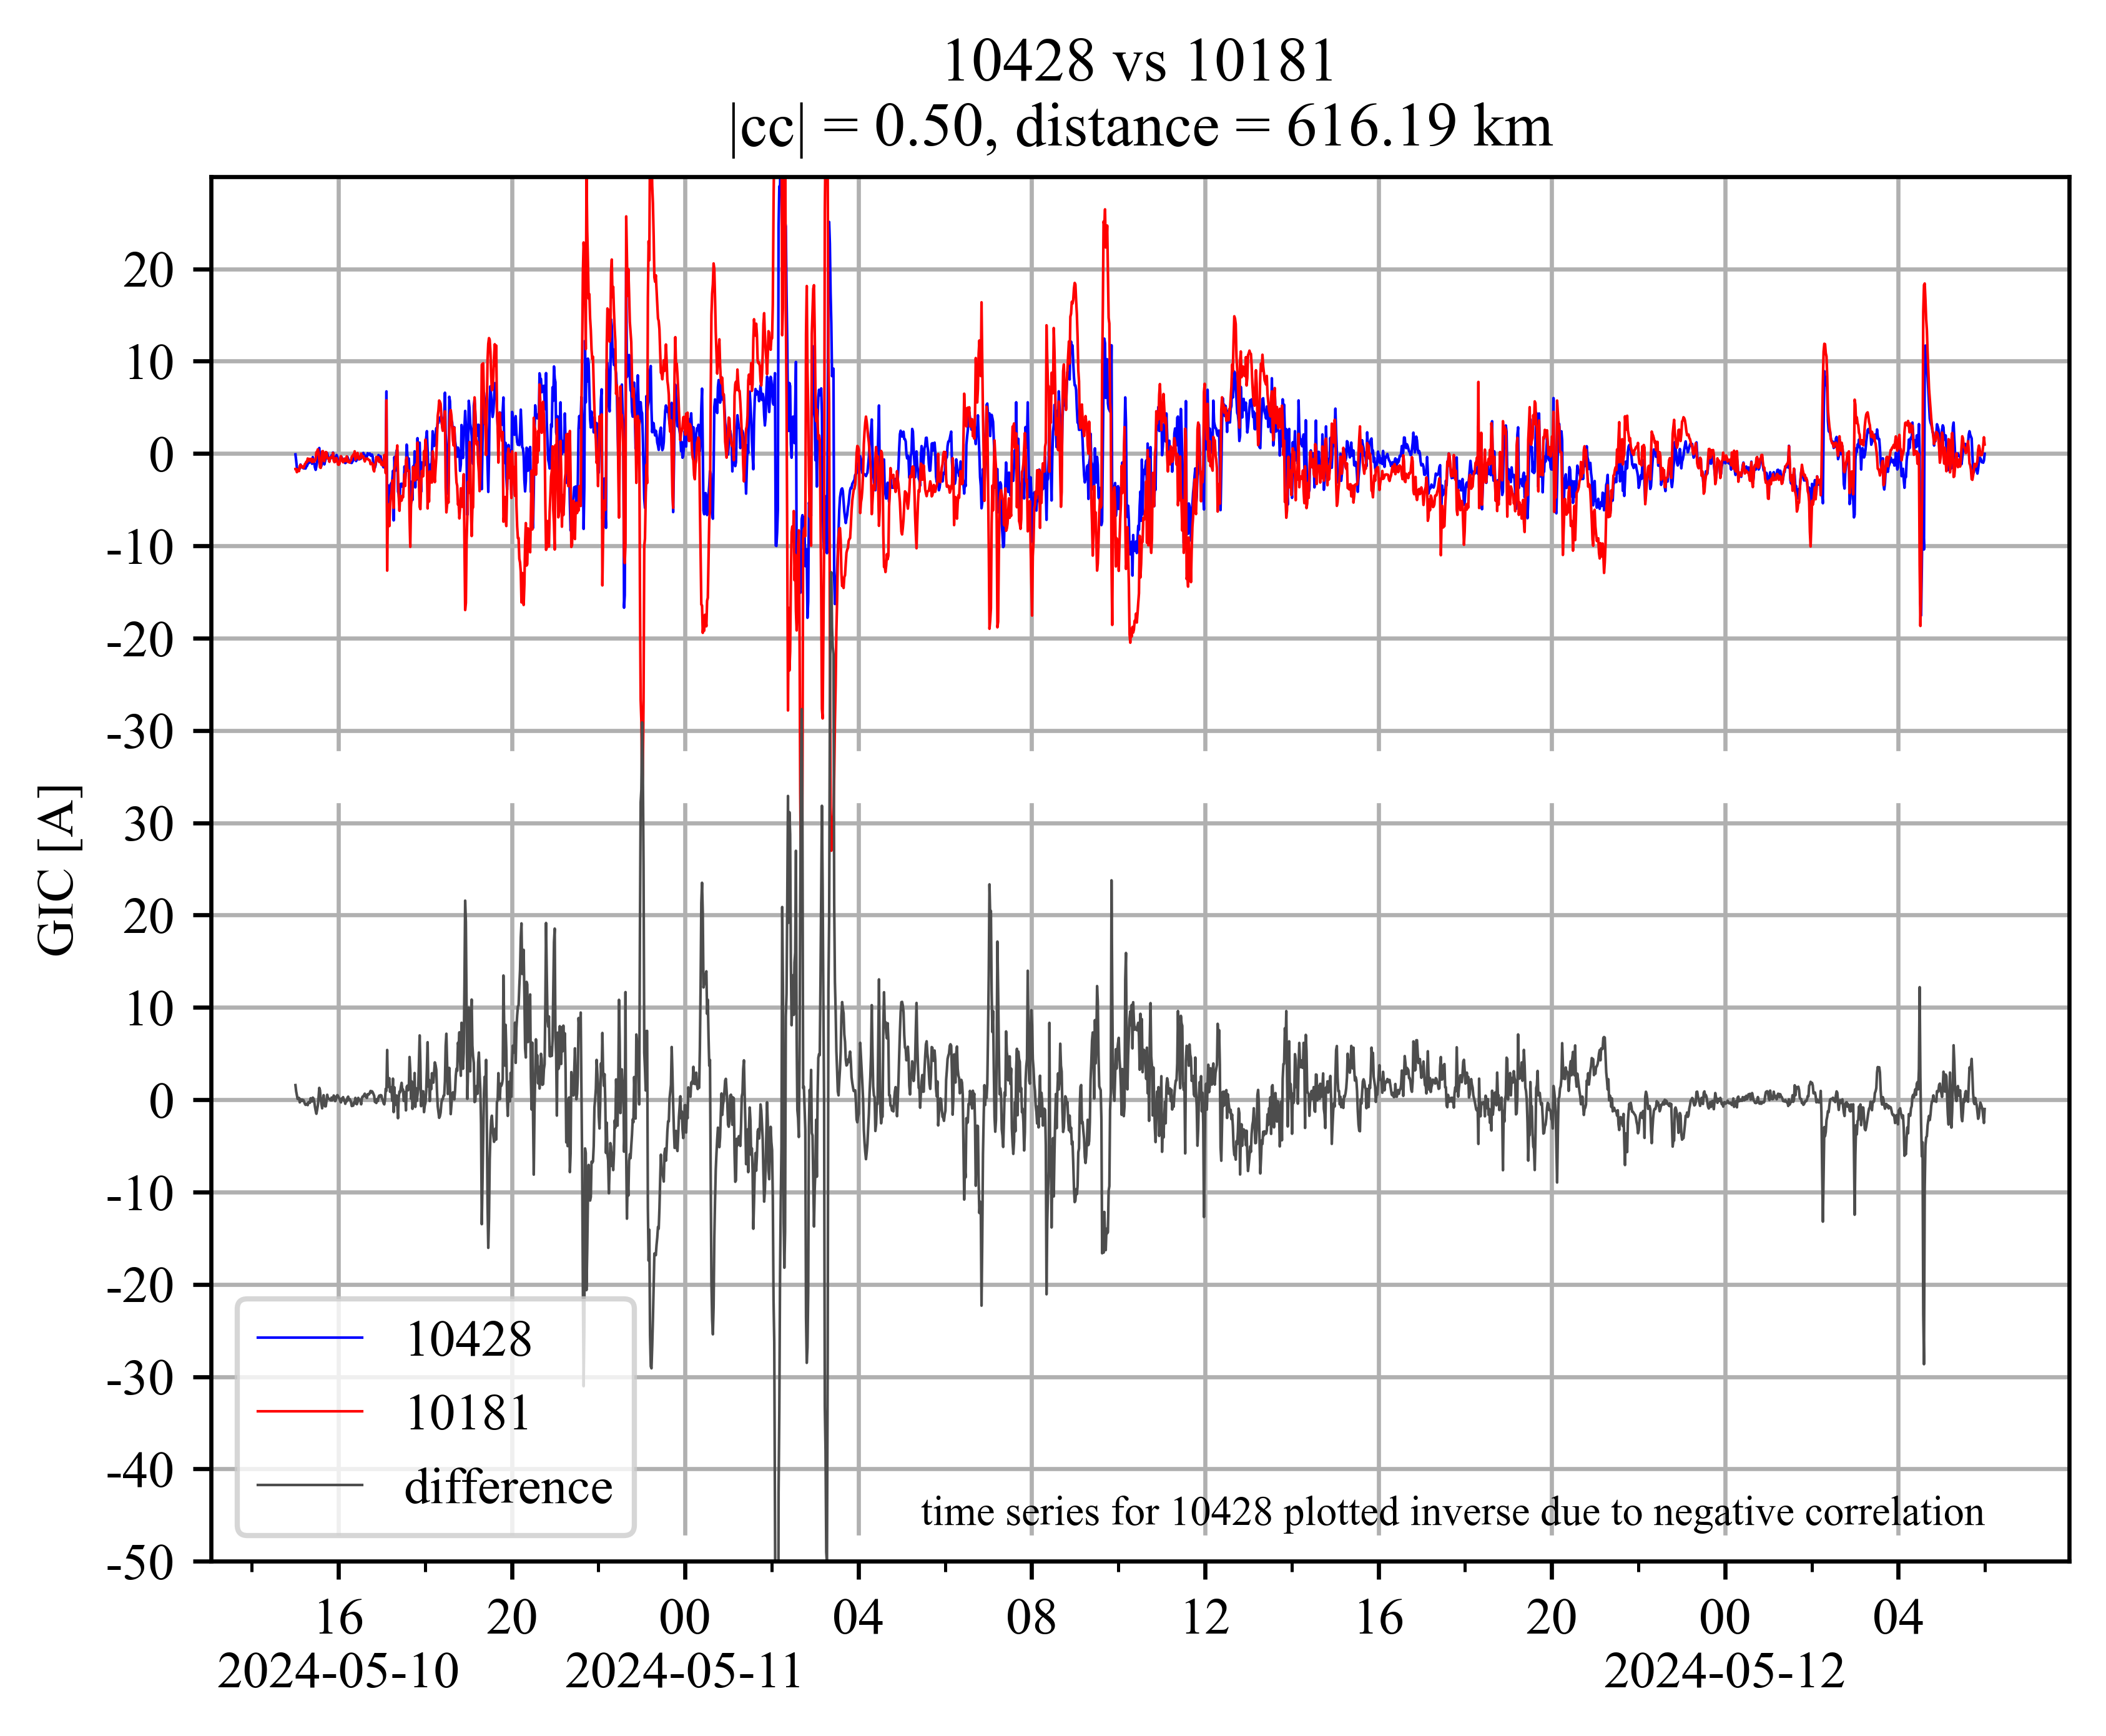 10428 vs 10181
|cc| = 0.50, distance = 616.19 km
GIC [A]
20
10
0
-10
-20
-30
30
20
10
0
-10
-20
-30
-40
-50
10428
10181
difference
time series for 10428 plotted inverse due to negative correlation
16 20 00 04 08 12 16 20 00 04
2024-05-10 2024-05-11 2024-05-12